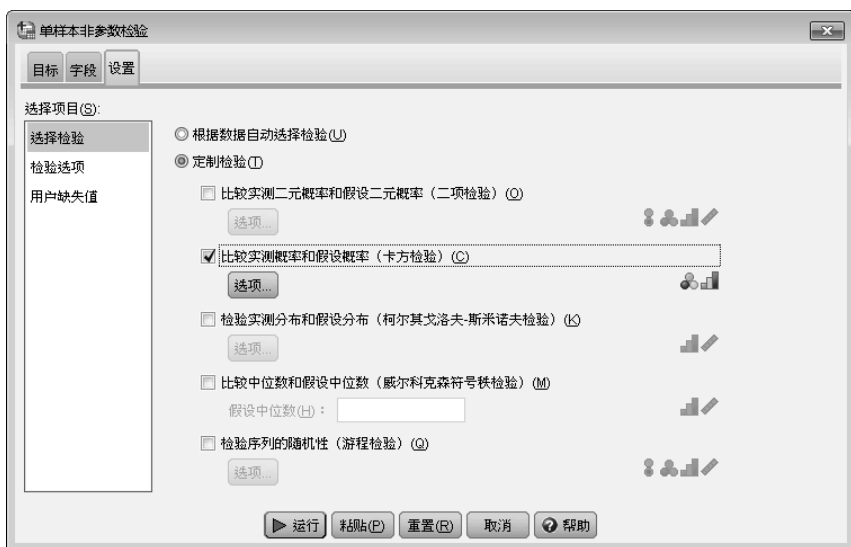 单样本非参数检验
目标 字段 设置
选择项目(S):
选择检验
检验选项
用户缺失值
根据数据自动选择检验(U)
定制检验(T)
比较实测二元概率和假设二元概率（二项检验）(O)
选项...
比较实测概率和假设概率（卡方检验）(C)
选项...
检验实测分布和假设分布（柯尔莫戈洛夫-斯米诺夫检验）(K)
选项...
比较中位数和假设中位数（威尔科克森符号秩检验）(M)
假设中位数(H)：
检验序列的随机性（游程检验）(Q)
选项...
运行 粘贴(P) 重置(R) 取消 帮助